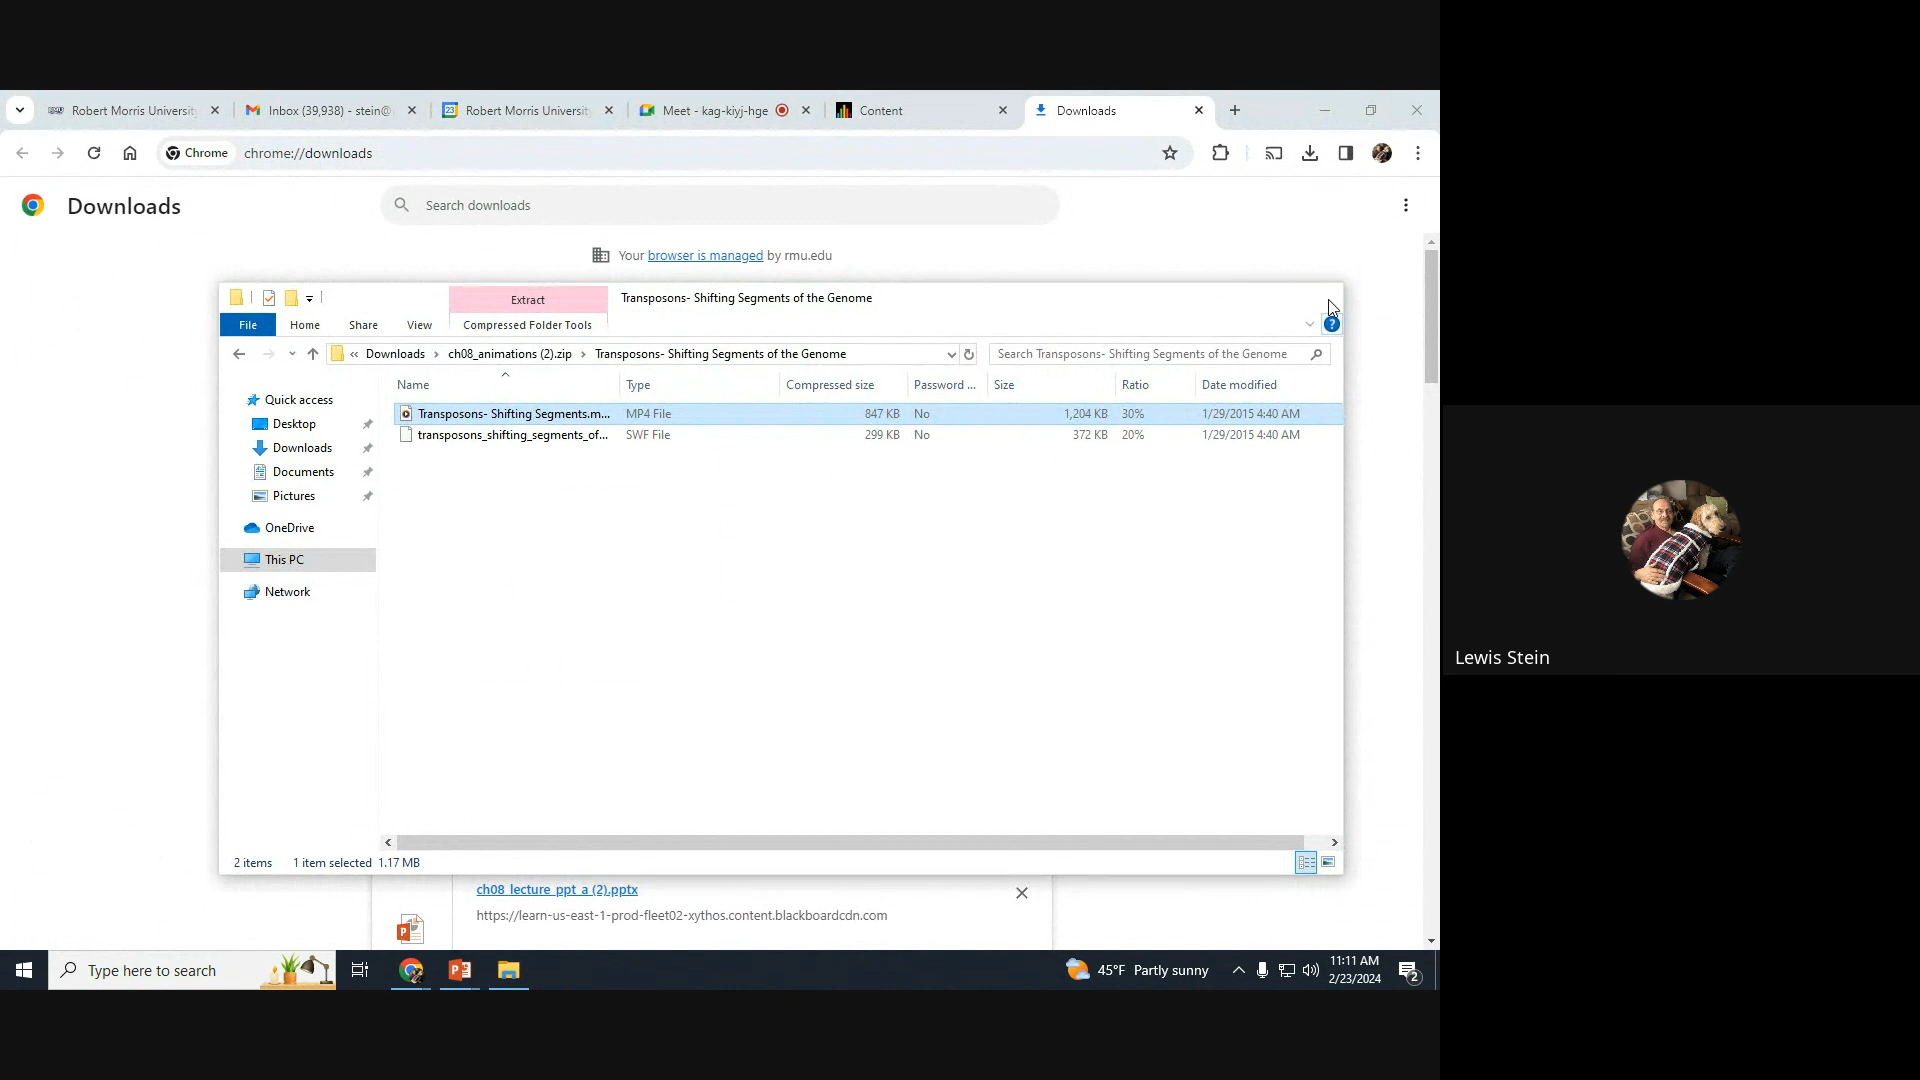 Robert Morris University
Inbox (39,938) - stein@
Robert Morris University
Meet - kag-kiyj-hge
Content
Downloads
Chrome
chrome://downloads
Downloads
Search downloads
Your browser is managed by rmu.edu
Extract
Transposons- Shifting Segments of the Genome
File
Home
Share
View
Compressed Folder Tools
« Downloads › ch08_animations (2).zip › Transposons- Shifting Segments of the Genome
Search Transposons- Shifting Segments of the Genome
Name Type Compressed size Password ... Size Ratio Date modified
Transposons- Shifting Segments.m... MP4 File 847 KB No 1,204 KB 30% 1/29/2015 4:40 AM
transposons_shifting_segments_of... SWF File 299 KB No 372 KB 20% 1/29/2015 4:40 AM
Quick access
Desktop
Downloads
Documents
Pictures
OneDrive
This PC
Network
2 items 1 item selected 1.17 MB
ch08_lecture_ppt_a (2).pptx
https://learn-us-east-1-prod-fleet02-xythos.content.blackboardcdn.com
Type here to search
45°F Partly sunny
11:11 AM
2/23/2024
2
Lewis Stein